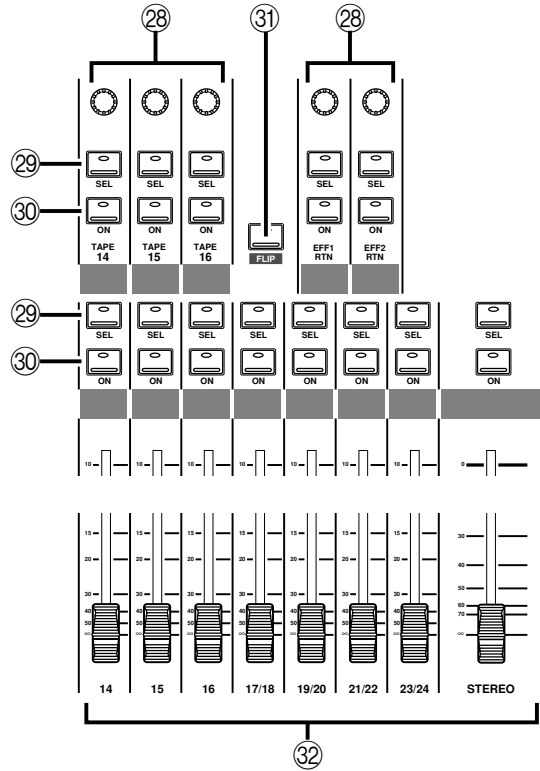 ㉘ ㉛ ㉘
㉙
SEL SEL SEL SEL SEL
㉚
ON ON ON ON ON
TAPE 14 TAPE 15 TAPE 16 FLIP EFF1 RTN EFF2 RTN
㉙
SEL SEL SEL SEL SEL SEL SEL SEL
㉚
ON ON ON ON ON ON ON ON
10 10 10 10 10 10 10 0
15 15 15 15 15 15 15 30
20 20 20 20 20 20 20 40
30 30 30 30 30 30 30 50
40 40 40 40 40 40 40 60
50 50 50 50 50 50 50 70
∞ ∞ ∞ ∞ ∞ ∞ ∞ ∞
14 15 16 17/18 19/20 21/22 23/24 STEREO
㉜